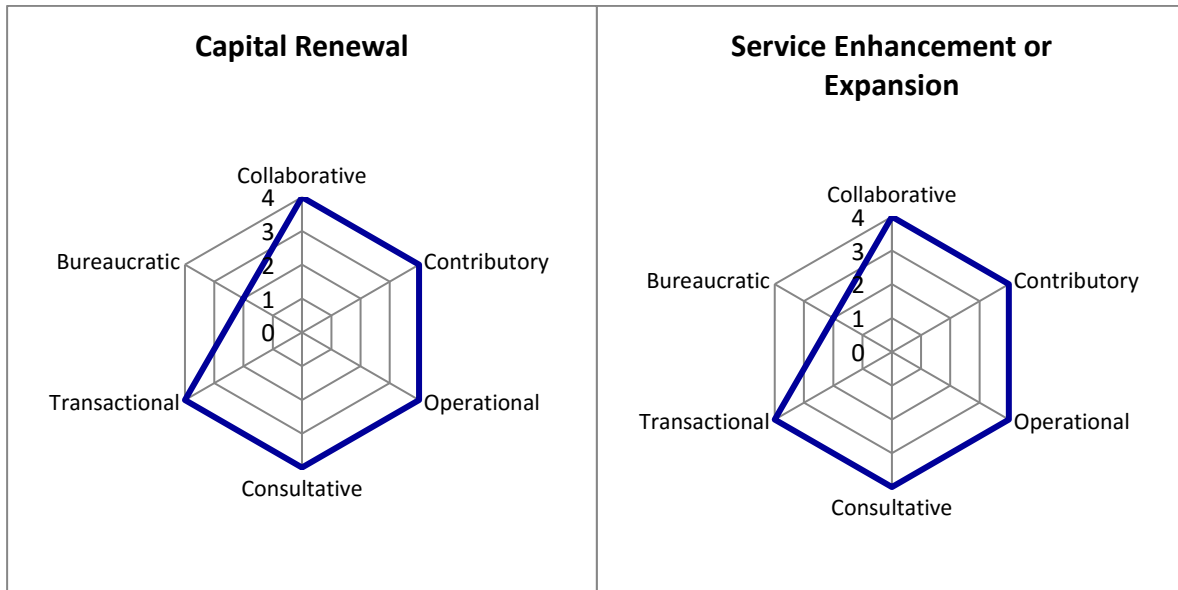 Capital Renewal
Collaborative
4
3
2
1
0
Bureaucratic
Contributory
Transactional
Operational
Consultative
Service Enhancement or
Expansion
Collaborative
4
3
2
1
0
Bureaucratic
Contributory
Transactional
Operational
Consultative